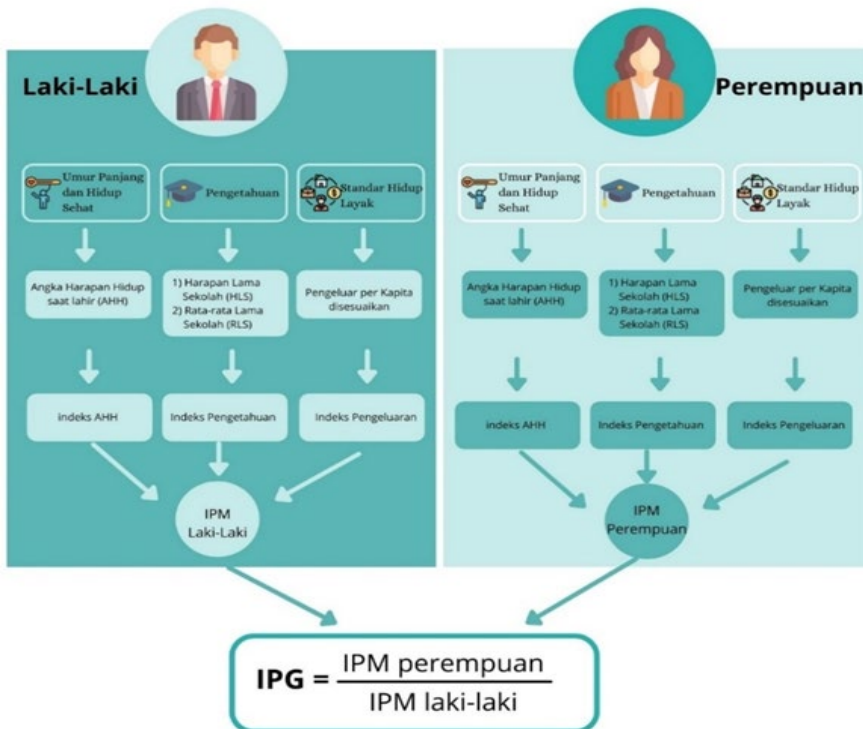 Laki-Laki
Umur Panjang
dan Hidup
Sehat
Pengetahuan
Standar Hidup
Layak
Angka Harapan Hidup
saat lahir (AHH)
1) Harapan Lama
Sekolah (HLS)
2) Rata-rata Lama
Sekolah (RLS)
Pengeluar per Kapita
disesuaikan
indeks AHH
Indeks Pengetahuan
Indeks Pengeluaran
IPM
Laki-Laki
Perempuan
Umur Panjang
dan Hidup
Sehat
Pengetahuan
Standar Hidup
Layak
Angka Harapan Hidup
saat lahir (AHH)
1) Harapan Lama
Sekolah (HLS)
2) Rata-rata Lama
Sekolah (RLS)
Pengeluar per Kapita
disesuaikan
indeks AHH
Indeks Pengetahuan
Indeks Pengeluaran
IPM
Perempuan
IPG = IPM perempuan
IPM laki-laki